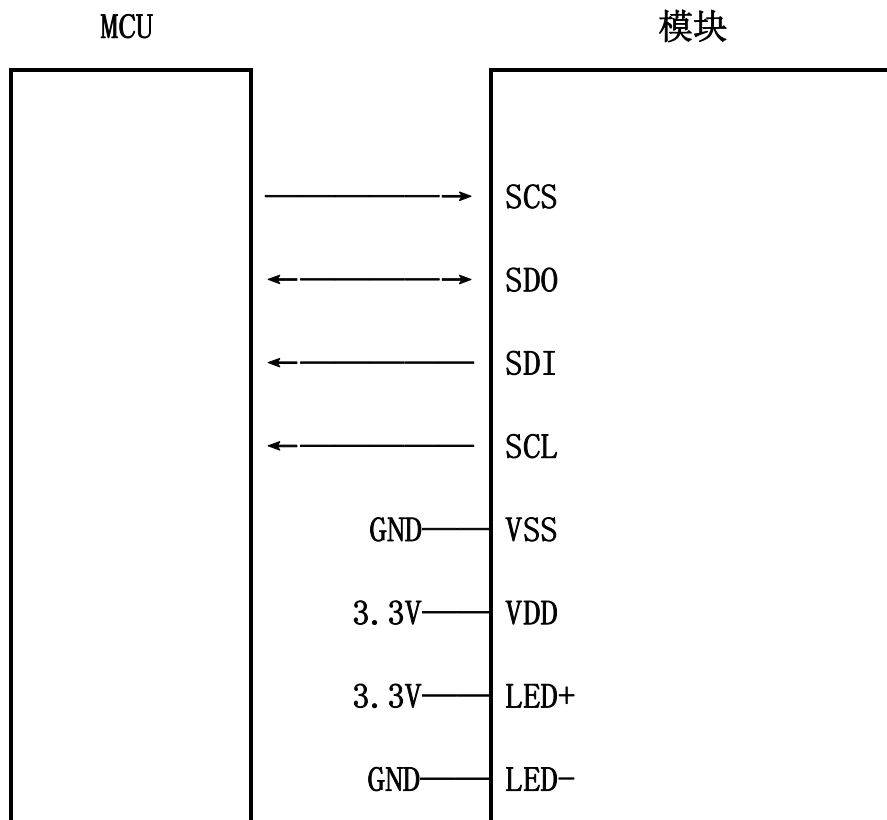 MCU 模块
SCS
SDO
SDI
SCL
GND VSS
3.3V VDD
3.3V LED+
GND LED-